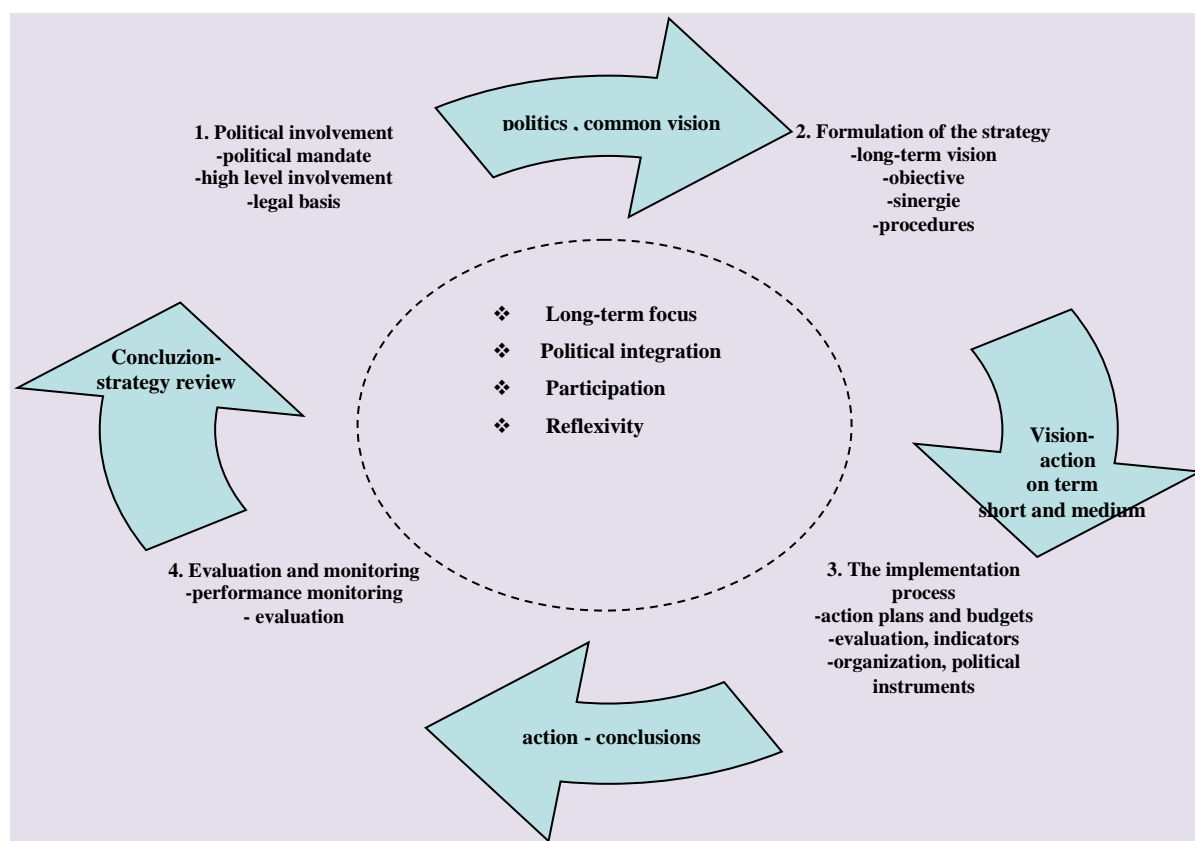 politics , common vision
1. Political involvement
-political mandate
-high level involvement
-legal basis
2. Formulation of the strategy
-long-term vision
-objective
-sinergie
-procedures
❖ Long-term focus
❖ Political integration
❖ Participation
❖ Reflexivity
Concluzion-
strategy review
Vision-
action
on term
short and medium
4. Evaluation and monitoring
-performance monitoring
- evaluation
3. The implementation
process
-action plans and budgets
-evaluation, indicators
-organization, political
instruments
action - conclusions